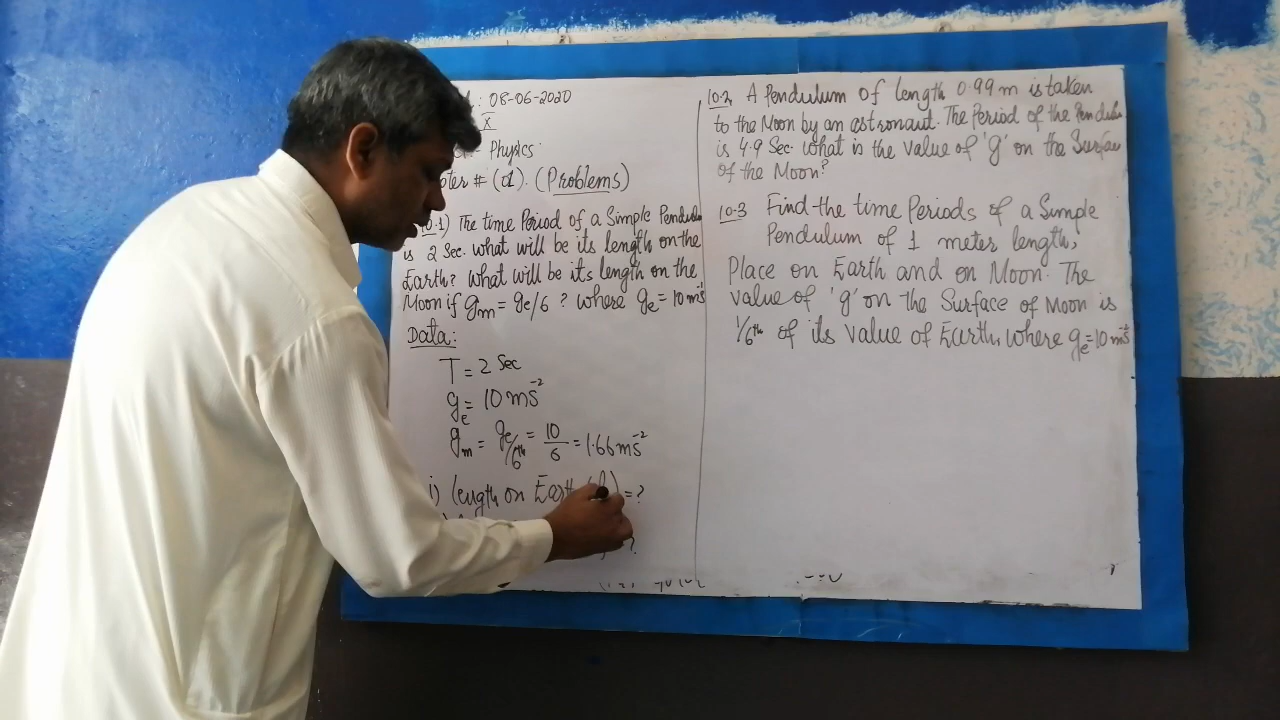 : 08-06-2020
X
Physics
# (01). (Problems)
10.1) The time Period of a Simple Pendulu
is 2 Sec. what will be its length on the
Earth? What will be its length on the
Moon if gm = ge/6 ? where ge = 10 ms⁻²
Data:
T = 2 Sec
ge = 10 ms⁻²
gm = ge/6th = 10/6 = 1.66 ms⁻²
i) length on Earth (l) = ?
?
10.2 A Pendulum of length 0.99 m is taken
to the Moon by an astronaut. The Period of the Pendulu
is 4.9 Sec. what is the value of 'g' on the Surface
of the Moon?
10.3 Find the time Periods of a Simple
Pendulum of 1 meter length,
Place on Earth and on Moon. The
value of 'g' on the Surface of Moon is
1/6th of its value of Earth, where ge = 10 ms⁻²